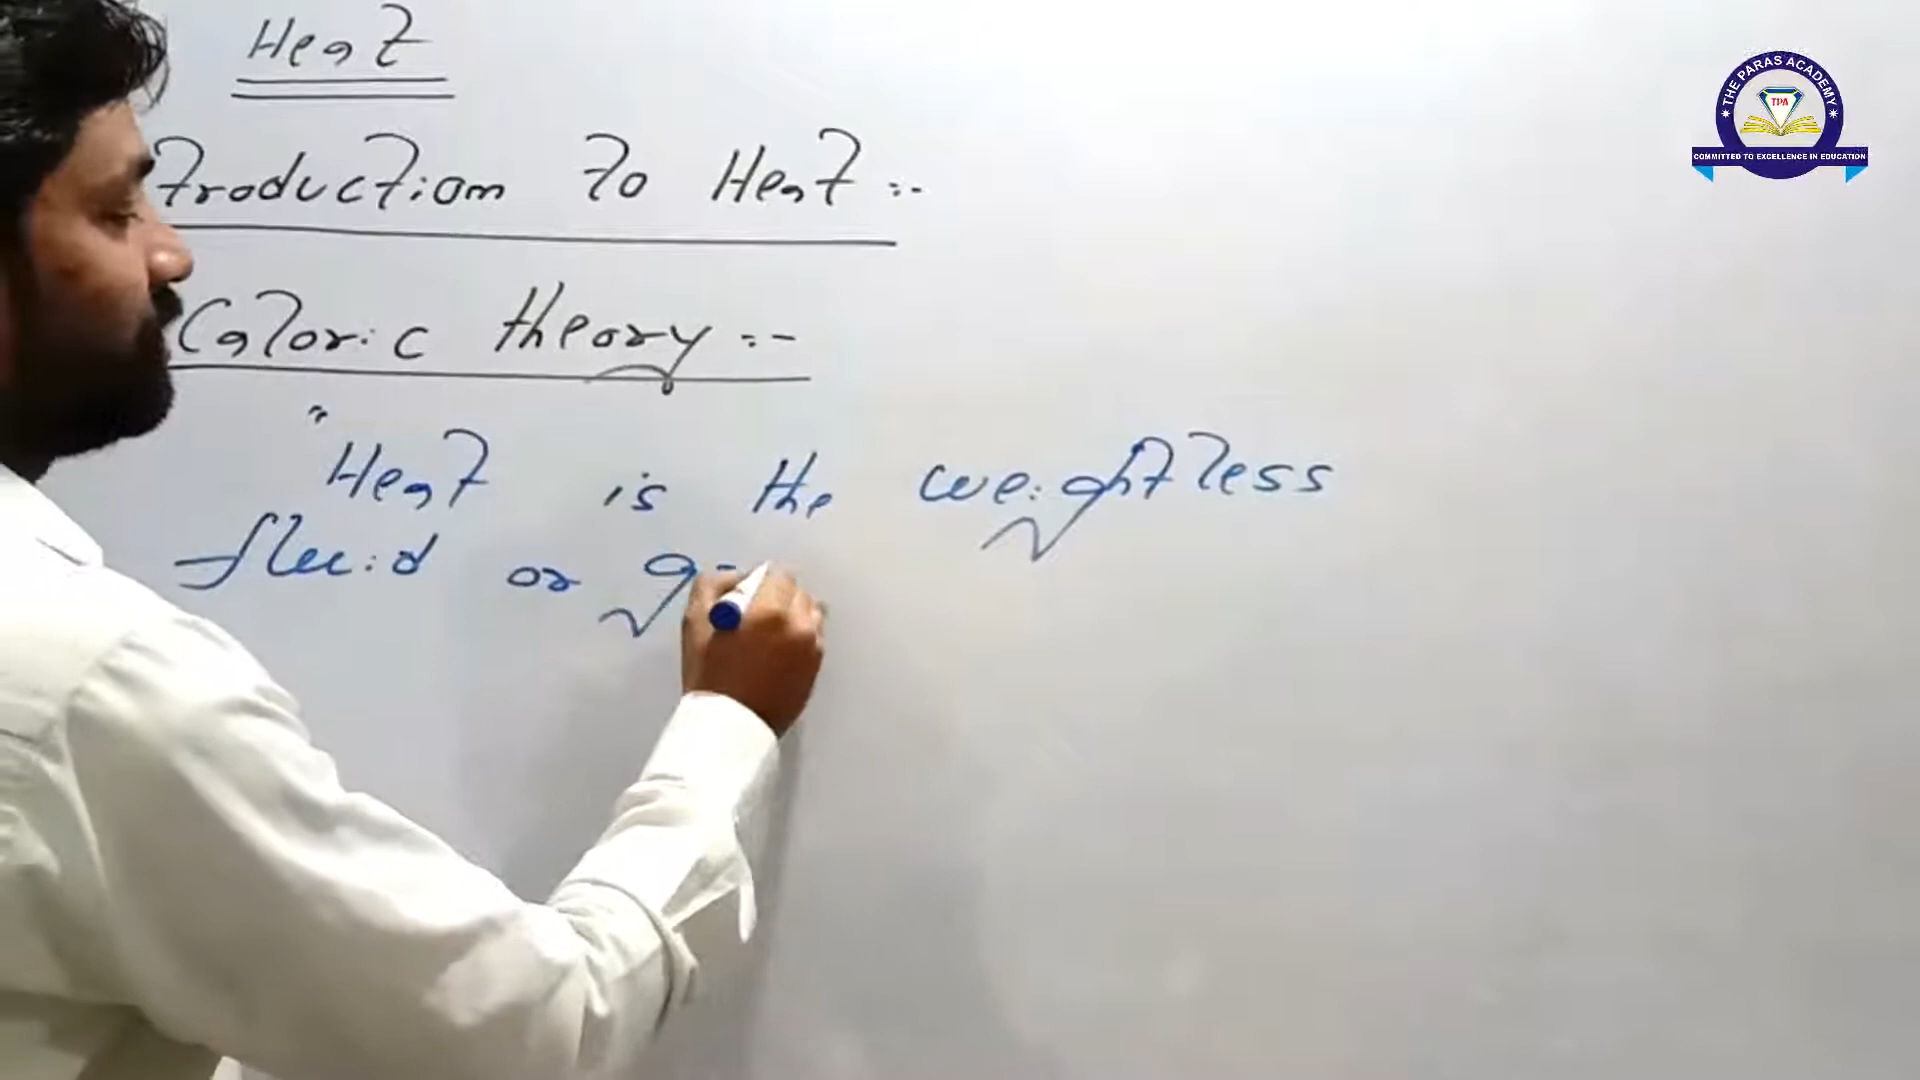 Heat
troduction to Heat :-
Caloric theory :-
"Heat is the weightless
fluid or
THE PARAS ACADEMY
TPA
COMMITTED TO EXCELLENCE IN EDUCATION